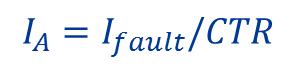 I_A = I_fault/CTR